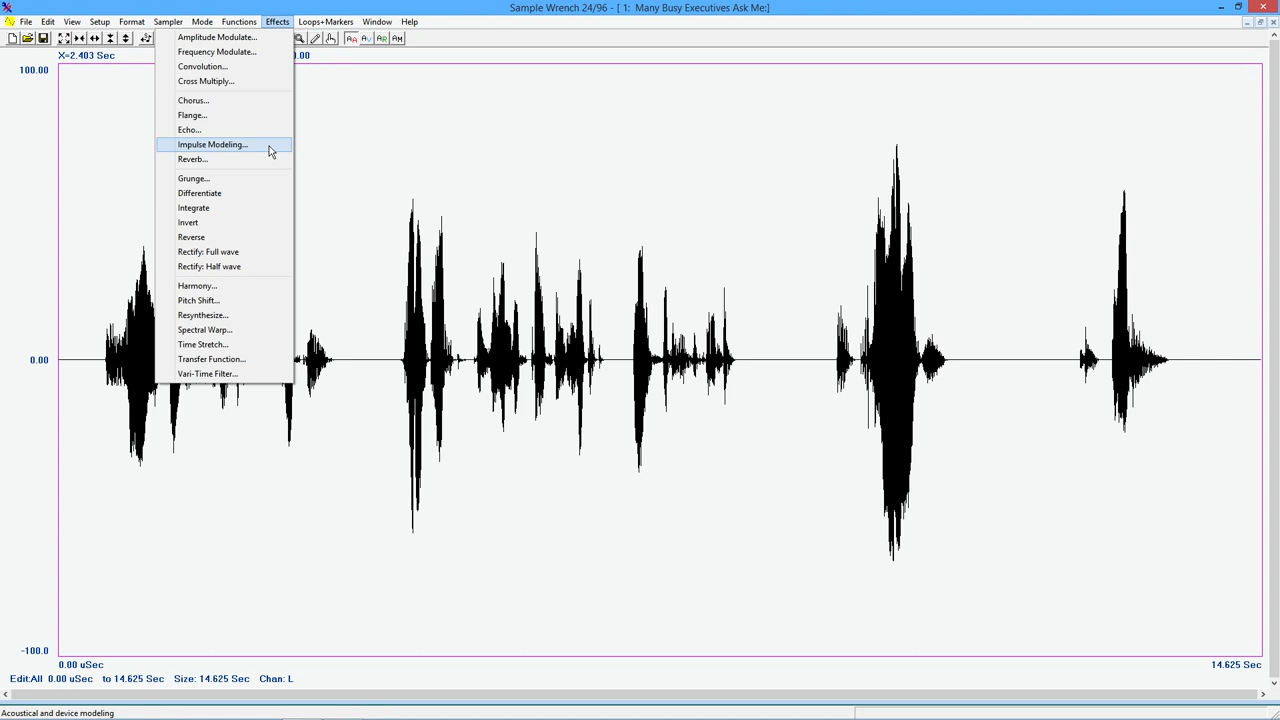 Sample Wrench 24/96 - [ 1:  Many Busy Executives Ask Me:]
File Edit View Setup Format Sampler Mode Functions Effects Loops+Markers Window Help
X=2.403 Sec
Amplitude Modulate...
Frequency Modulate...
Convolution...
Cross Multiply...
Chorus...
Flange...
Echo...
Impulse Modeling...
Reverb...
Grunge...
Differentiate
Integrate
Invert
Reverse
Rectify: Full wave
Rectify: Half wave
Harmony...
Pitch Shift...
Resynthesize...
Spectral Warp...
Time Stretch...
Transfer Function...
Vari-Time Filter...
AA AV AR AM
100.00
0.00
-100.0
0.00 uSec 14.625 Sec
Edit:All 0.00 uSec to 14.625 Sec Size: 14.625 Sec Chan: L
Acoustical and device modeling